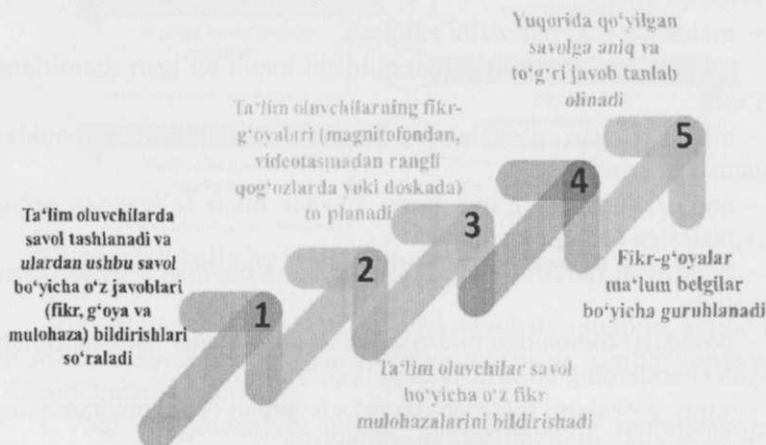 Yuqorida qo‘yilgan
savolga aniq va
to‘g‘ri javob tanlab
olinadi
Ta‘lim oluvchilarning fikr-
g‘oyalari (magnitofondan,
videotasmadan rangli
qog‘ozlarda yoki doskada)
to‘planadi
Ta‘lim oluvchilarda
savol tashlanadi va
ulardan ushbu savol
bo‘yicha o‘z javoblari
(fikr, g‘oya va
mulohaza) bildirishlari
so‘raladi
1
2
3
4
5
Fikr-g‘oyalar
ma‘lum belgilar
bo‘yicha guruhlanadi
Ta‘lim oluvchilar savol
bo‘yicha o‘z fikr,
mulohazalarini bildirishadi